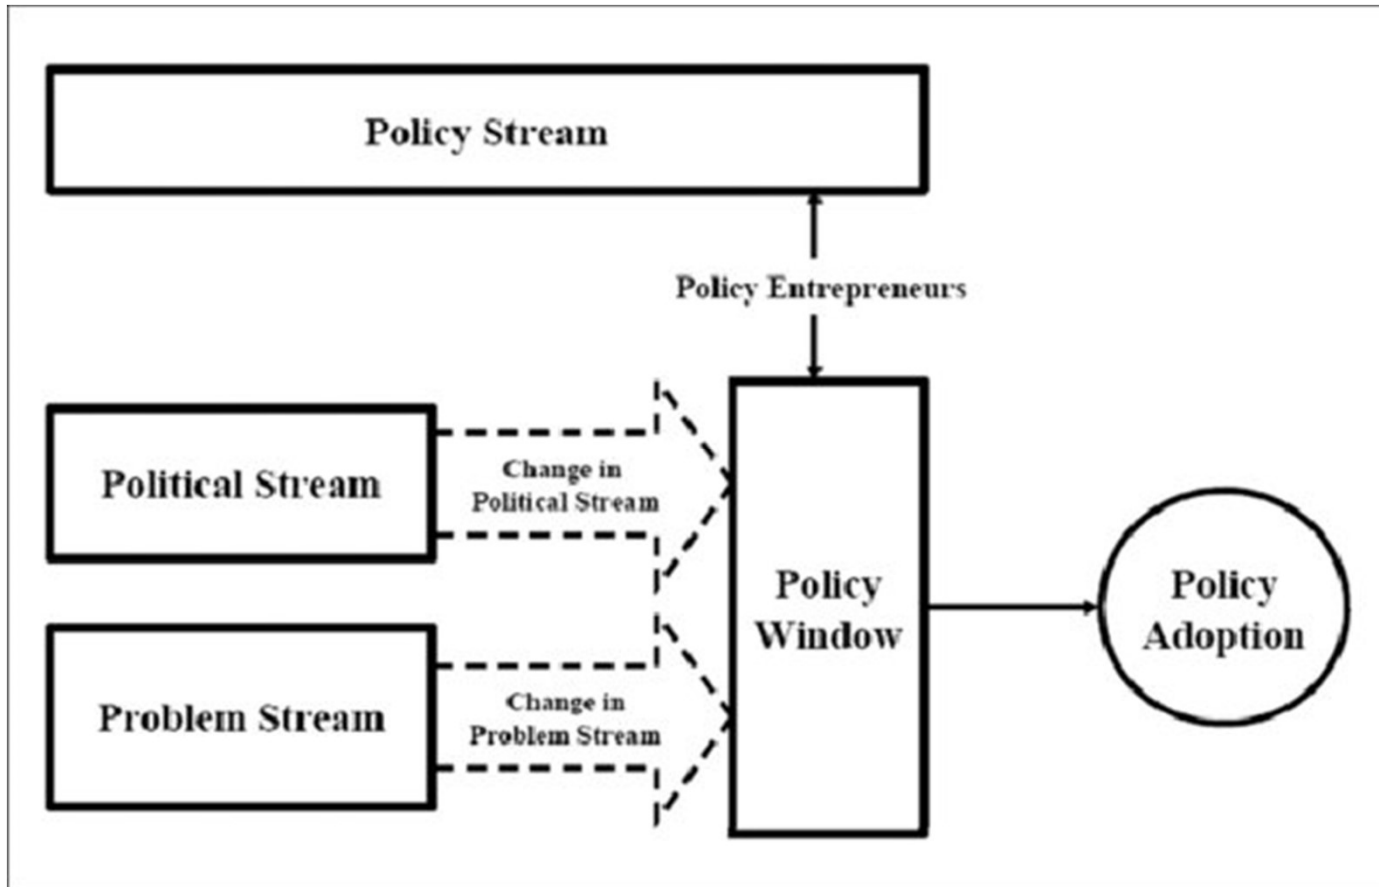 Policy Stream
Policy Entrepreneurs
Political Stream
Change in
Political Stream
Problem Stream
Change in
Problem Stream
Policy
Window
Policy
Adoption